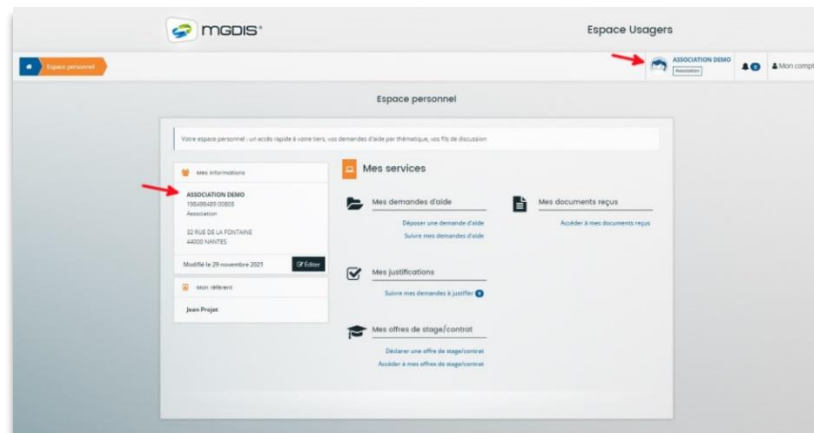 MGDIS
Espace Usagers
Espace personnel
ASSOCIATION DEMO
Association
0
Mon compt
Espace personnel
Votre espace personnel : un accès rapide à votre tiers, vos demandes d'aide par thématique, vos fils de discussion
Mes informations
ASSOCIATION DEMO
Association
32 RUE DE LA FONTAINE
44000 NANTES
Modifié le 29 novembre 2021
Éditer
Mon référent
Jean Projet
Mes services
Mes demandes d'aide
Déposer une demande d'aide
Suivre mes demandes d'aide
Mes documents reçus
Accéder à mes documents reçus
Mes justifications
Suivre mes demandes à justifier
Mes offres de stage/contrat
Déclarer une offre de stage/contrat
Accéder à mes offres de stage/contrat